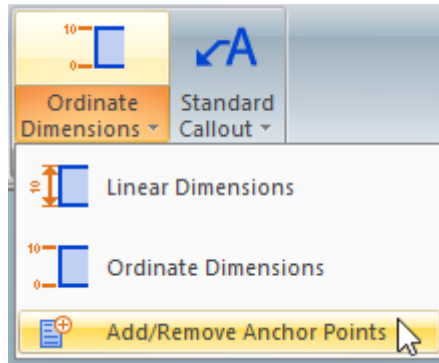 10
0
Ordinate Standard
Dimensions Callout
10 Linear Dimensions
10
0
Ordinate Dimensions
Add/Remove Anchor Points